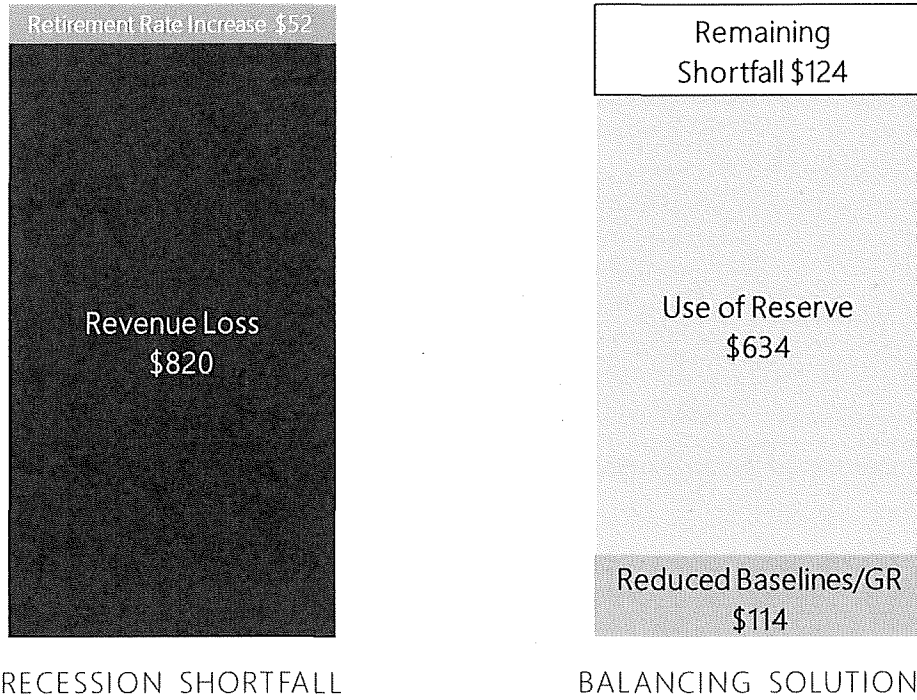 Retirement Rate Increase $52
Revenue Loss
$820
RECESSION SHORTFALL
Remaining
Shortfall $124
Use of Reserve
$634
Reduced Baselines/GR
$114
BALANCING SOLUTION